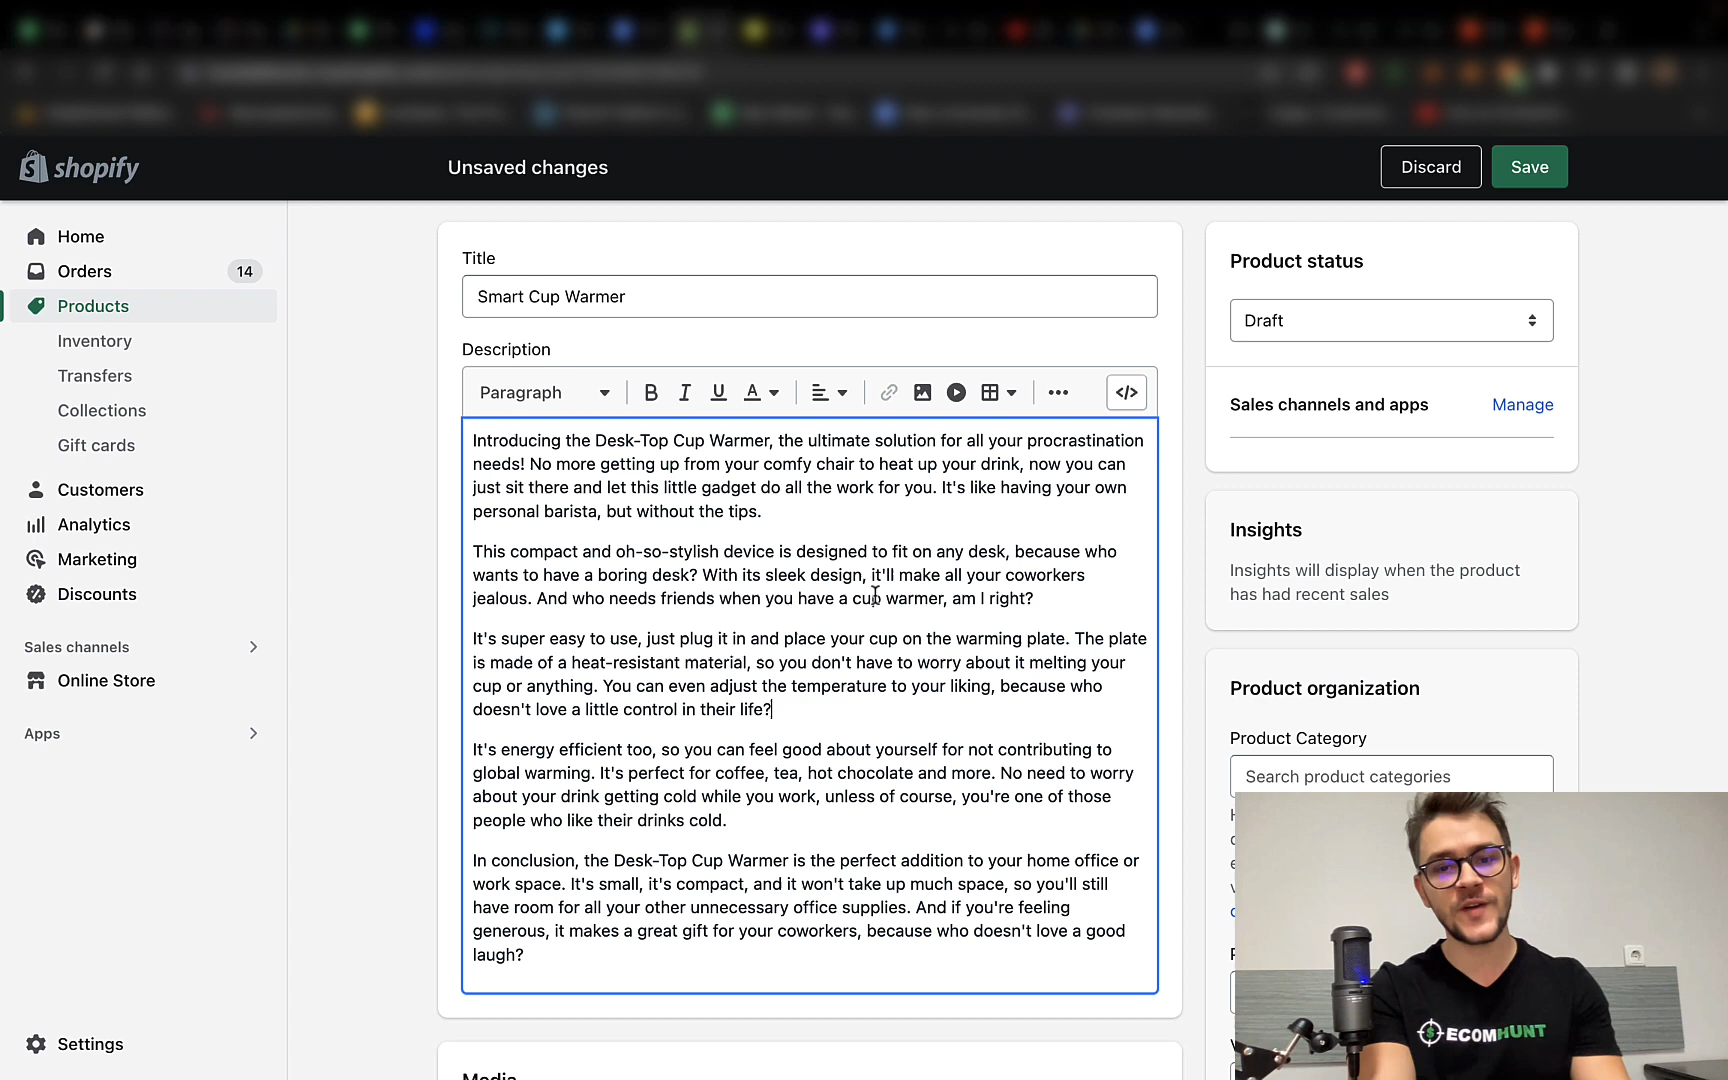 shopify
Unsaved changes
Discard
Save
Home
Orders
14
Products
Inventory
Transfers
Collections
Gift cards
Customers
Analytics
Marketing
Discounts
Sales channels
Online Store
Apps
Settings
Title
Smart Cup Warmer
Description
Paragraph
B I U A
</>
Introducing the Desk-Top Cup Warmer, the ultimate solution for all your procrastination
needs! No more getting up from your comfy chair to heat up your drink, now you can
just sit there and let this little gadget do all the work for you. It's like having your own
personal barista, but without the tips.
This compact and oh-so-stylish device is designed to fit on any desk, because who
wants to have a boring desk? With its sleek design, it'll make all your coworkers
jealous. And who needs friends when you have a cup warmer, am I right?
It's super easy to use, just plug it in and place your cup on the warming plate. The plate
is made of a heat-resistant material, so you don't have to worry about it melting your
cup or anything. You can even adjust the temperature to your liking, because who
doesn't love a little control in their life?
It's energy efficient too, so you can feel good about yourself for not contributing to
global warming. It's perfect for coffee, tea, hot chocolate and more. No need to worry
about your drink getting cold while you work, unless of course, you're one of those
people who like their drinks cold.
In conclusion, the Desk-Top Cup Warmer is the perfect addition to your home office or
work space. It's small, it's compact, and it won't take up much space, so you'll still
have room for all your other unnecessary office supplies. And if you're feeling
generous, it makes a great gift for your coworkers, because who doesn't love a good
laugh?
Media
Product status
Draft
Sales channels and apps
Manage
Insights
Insights will display when the product
has had recent sales
Product organization
Product Category
Search product categories
ECOMHUNT